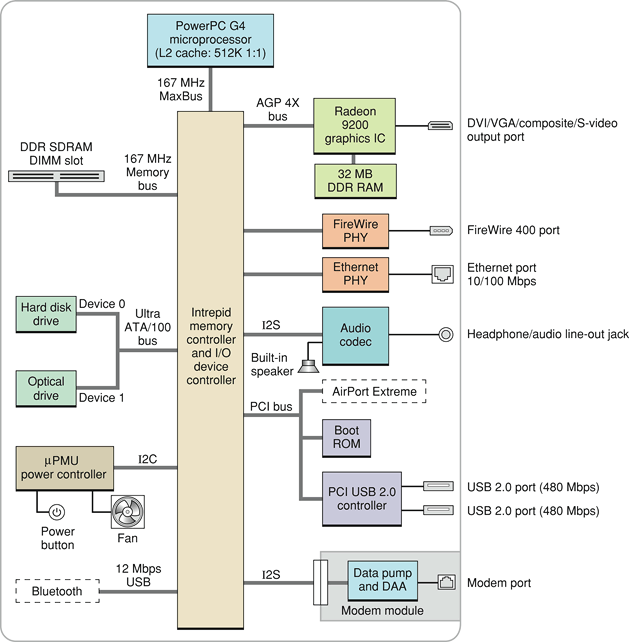 PowerPC G4
microprocessor
(L2 cache: 512K 1:1)
167 MHz
MaxBus
AGP 4X
bus
Radeon
9200
graphics IC
DVI/VGA/composite/S-video
output port
32 MB
DDR RAM
DDR SDRAM
DIMM slot
167 MHz
Memory
bus
FireWire
PHY
FireWire 400 port
Ethernet
PHY
Ethernet port
10/100 Mbps
Hard disk
drive
Device 0
Ultra
ATA/100
bus
Optical
drive
Device 1
Intrepid
memory
controller
and I/O
device
controller
I2S
Audio
codec
Built-in
speaker
Headphone/audio line-out jack
PCI bus
AirPort Extreme
Boot
ROM
PCI USB 2.0
controller
USB 2.0 port (480 Mbps)
USB 2.0 port (480 Mbps)
μPMU
power controller
I2C
Power
button
Fan
12 Mbps
USB
Bluetooth
I2S
Data pump
and DAA
Modem module
Modem port